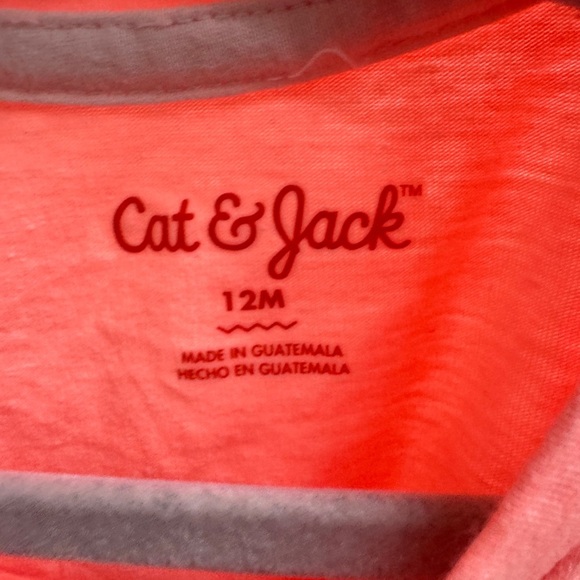 Cat & Jack™
12M
MADE IN GUATEMALA
HECHO EN GUATEMALA